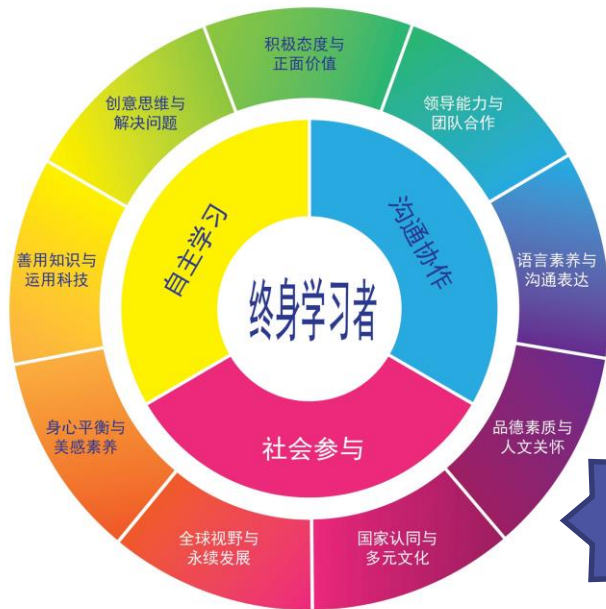 积极态度与
正面价值
领导能力与
团队合作
语言素养与
沟通表达
品德素质与
人文关怀
国家认同与
多元文化
全球视野与
永续发展
身心平衡与
美感素养
善用知识与
运用科技
创意思维与
解决问题
自主学习
沟通协作
社会参与
终身学习者